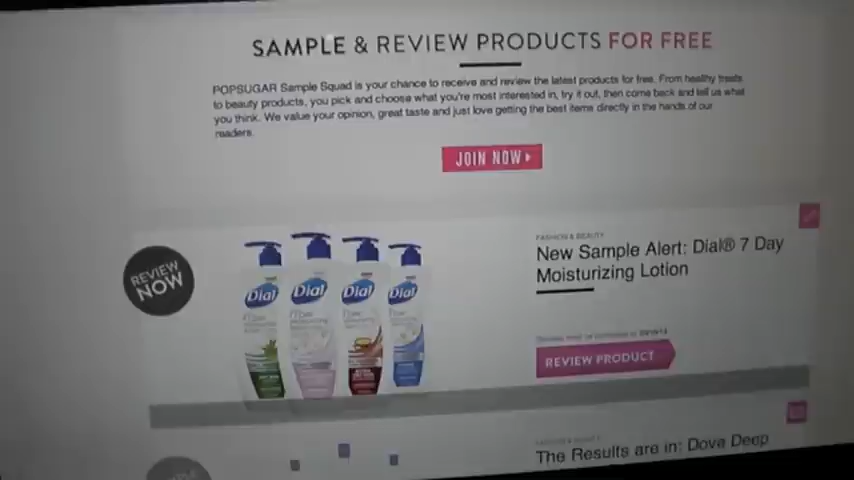 SAMPLE & REVIEW PRODUCTS FOR FREE
POPSUGAR Sample Squad is your chance to receive and review the latest products for free. From healthy treats
to beauty products, you pick and choose what you're most interested in, try it out, then come back and tell us what
you think. We value your opinion, great taste and just love getting the best items directly in the hands of our
readers.
JOIN NOW
REVIEW
NOW
Dial
Dial
Dial
Dial
FASHION & BEAUTY
New Sample Alert: Dial® 7 Day
Moisturizing Lotion
REVIEW PRODUCT
FASHION & BEAUTY
The Results are in: Dove Deep